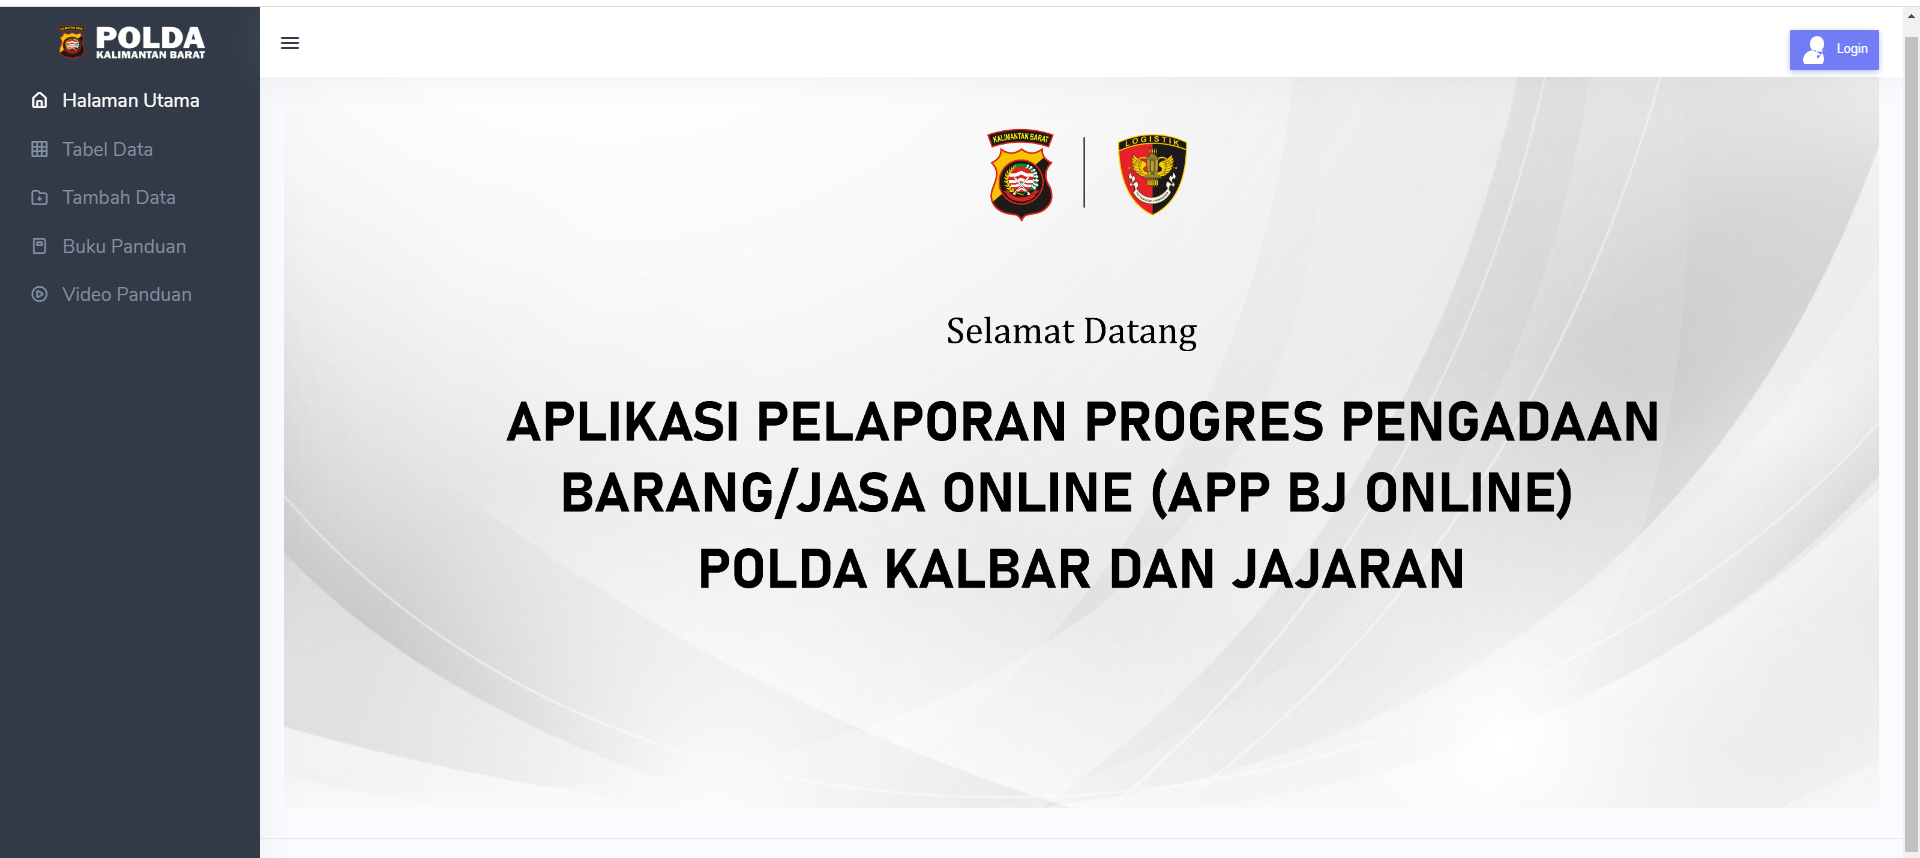 POLDA
KALIMANTAN BARAT
Halaman Utama
Tabel Data
Tambah Data
Buku Panduan
Video Panduan
Login
KALIMANTAN BARAT
LOGISTIK
Selamat Datang
APLIKASI PELAPORAN PROGRES PENGADAAN
BARANG/JASA ONLINE (APP BJ ONLINE)
POLDA KALBAR DAN JAJARAN